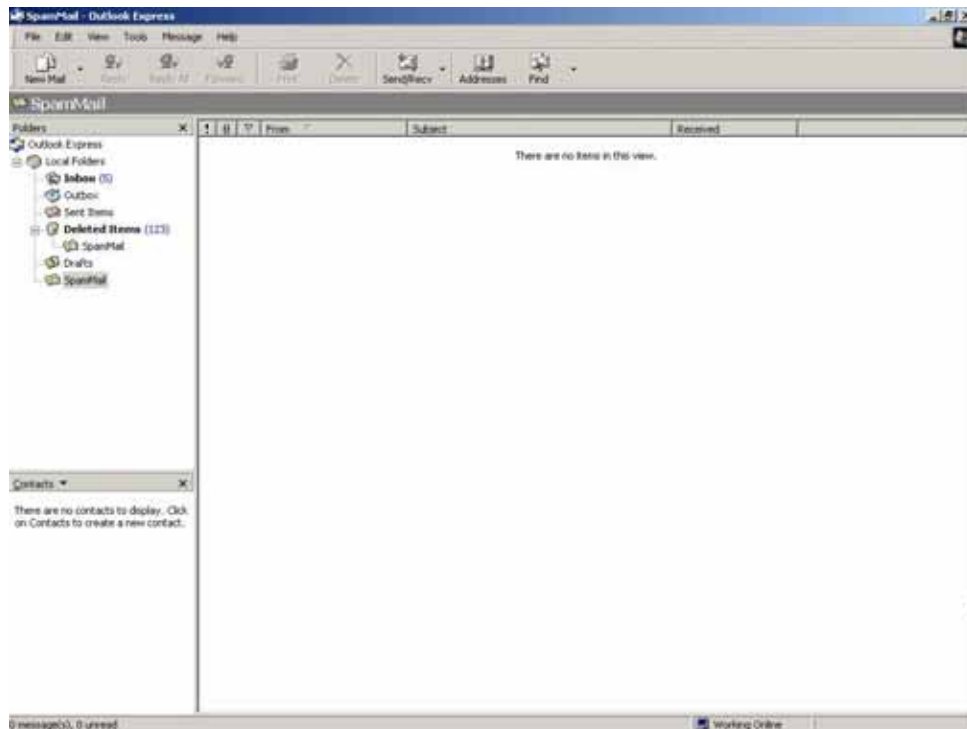 SpamMail - Outlook Express
File Edit View Tools Message Help
New Mail Reply Reply All Forward Print Delete Send/Recv Addresses Find
SpamMail
Folders
! From Subject Received
There are no items in this view.
Outlook Express
Local Folders
Inbox (5)
Outbox
Sent Items
Deleted Items (123)
SpamMail
Drafts
SpamMail
Contacts
There are no contacts to display. Click
on Contacts to create a new contact.
0 message(s), 0 unread
Working Online